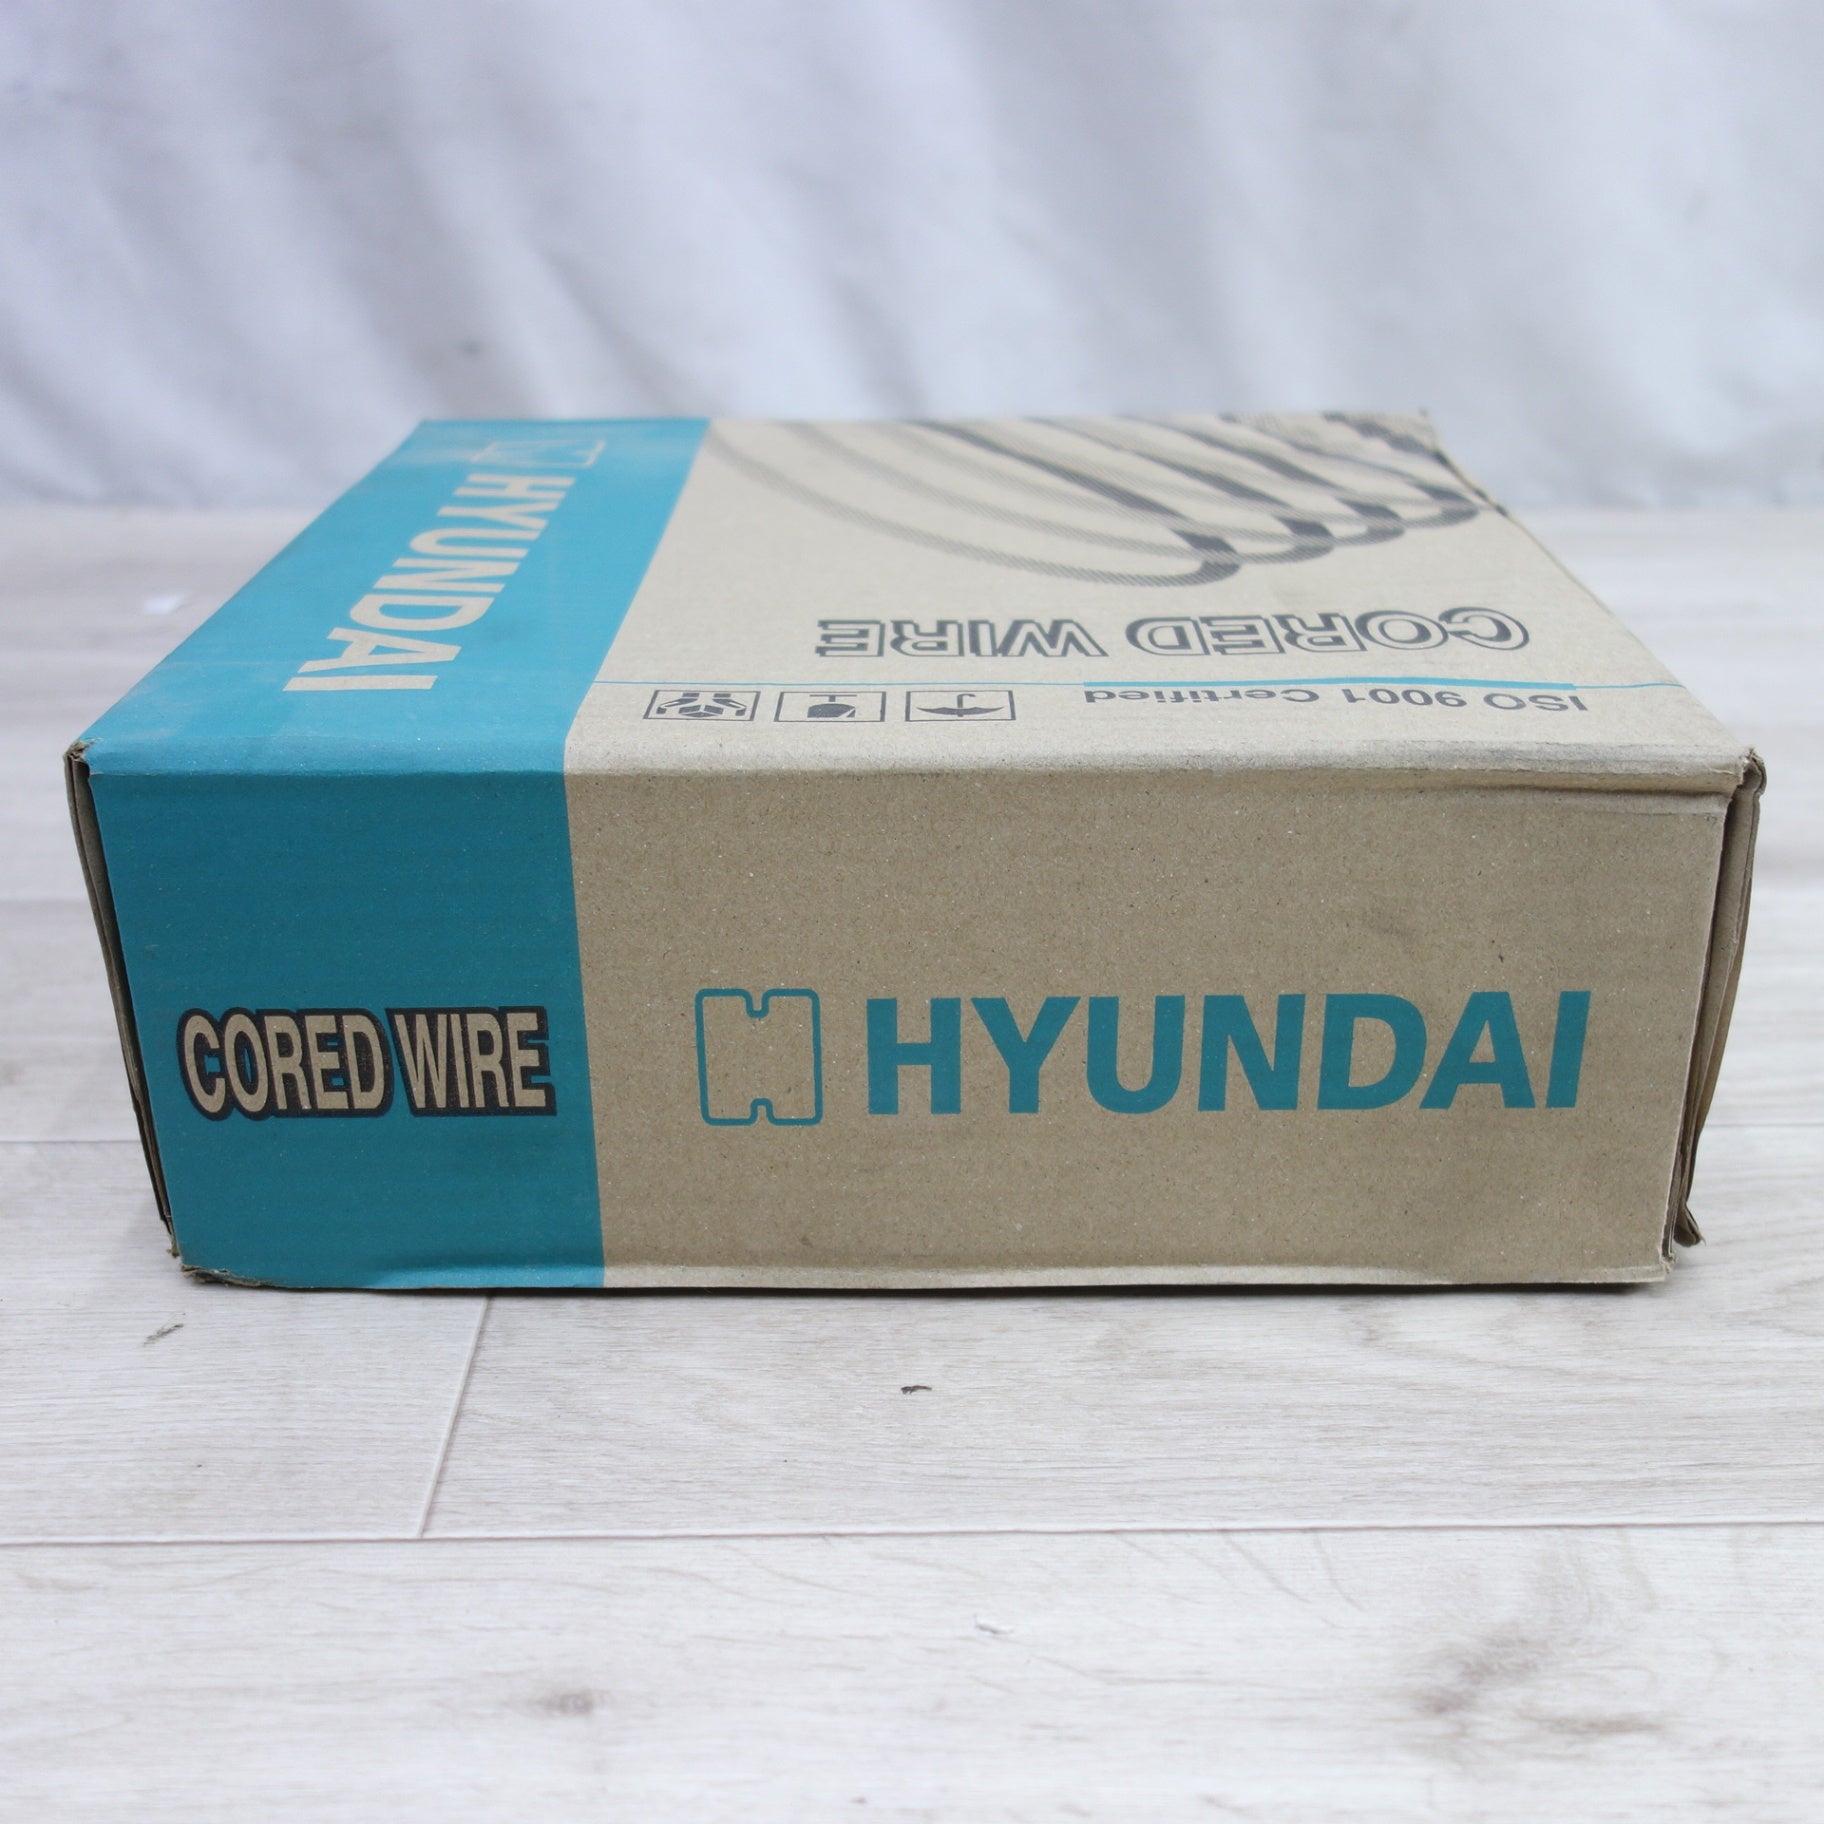 HYUNDAI
CORED WIRE
ISO 9001 Certified
CORED WIRE
HYUNDAI